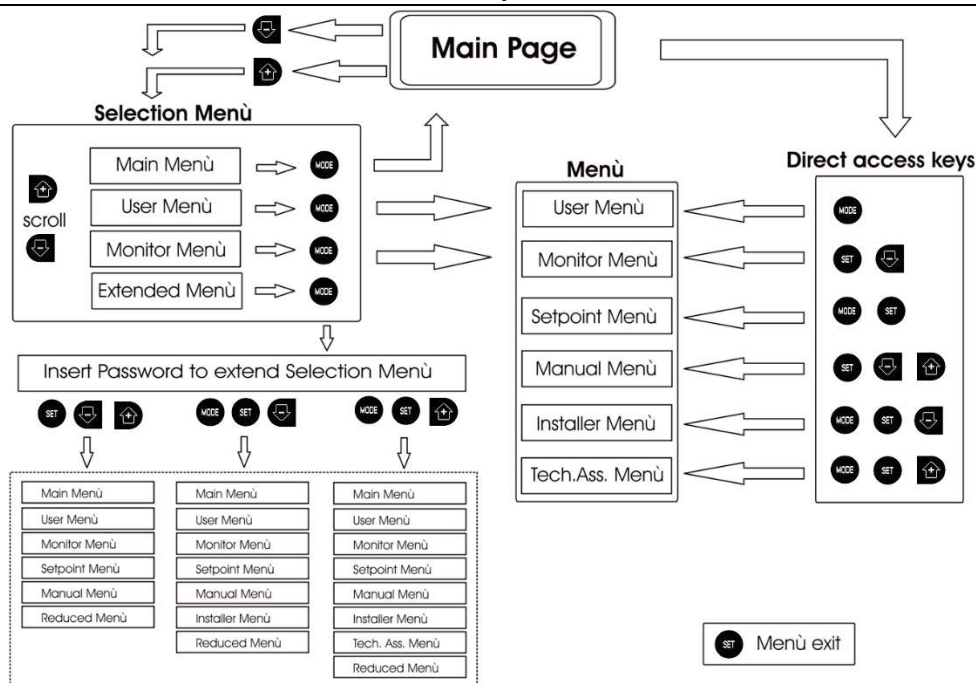 Main Page
Selection Menù
Main Menù MODE
User Menù MODE
scroll
Monitor Menù MODE
Extended Menù MODE
Insert Password to extend Selection Menù
SET
MODE SET
MODE SET
Main Menù
User Menù
Monitor Menù
Setpoint Menù
Manual Menù
Reduced Menù
Main Menù
User Menù
Monitor Menù
Setpoint Menù
Manual Menù
Installer Menù
Reduced Menù
Main Menù
User Menù
Monitor Menù
Setpoint Menù
Manual Menù
Installer Menù
Tech. Ass. Menù
Reduced Menù
Menù
User Menù
Monitor Menù
Setpoint Menù
Manual Menù
Installer Menù
Tech.Ass. Menù
Direct access keys
MODE
SET
MODE SET
SET
MODE SET
MODE SET
SET Menù exit